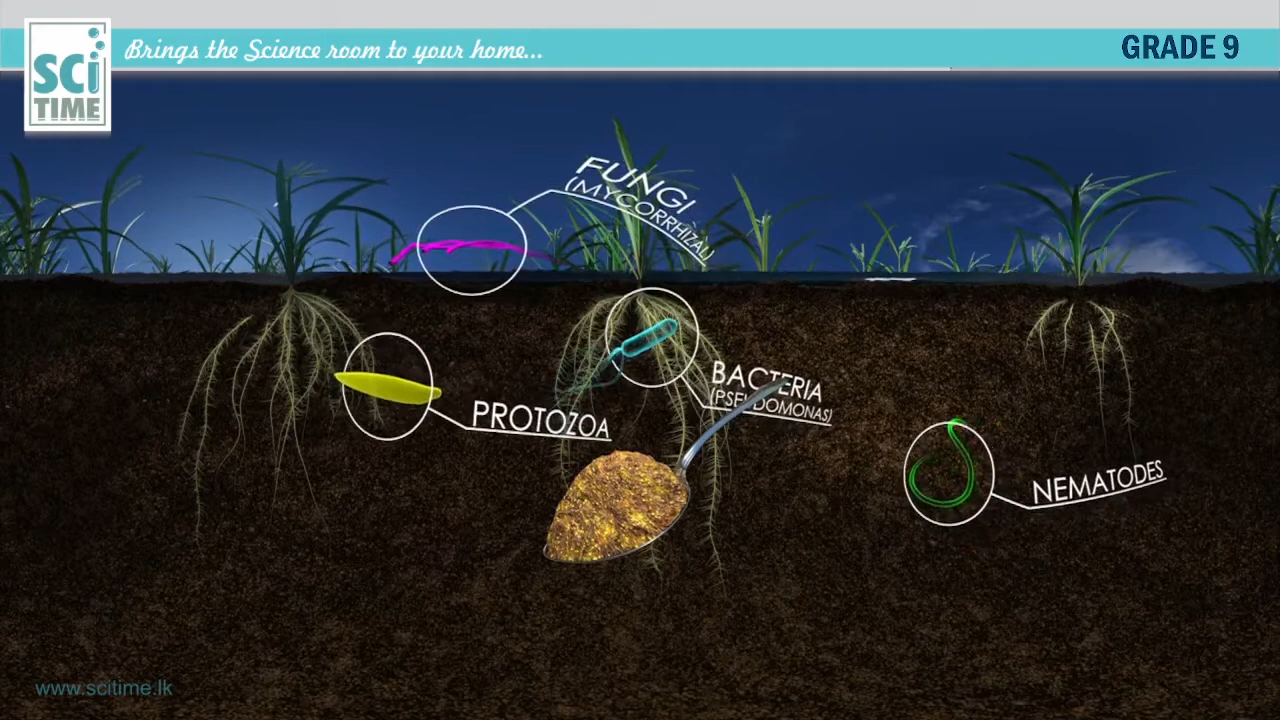 SCi
TIME
Brings the Science room to your home...
GRADE 9
FUNGI
(MYCORRHIZAL)
BACTERIA
(PSEUDOMONAS)
PROTOZOA
NEMATODES
www.scitime.lk